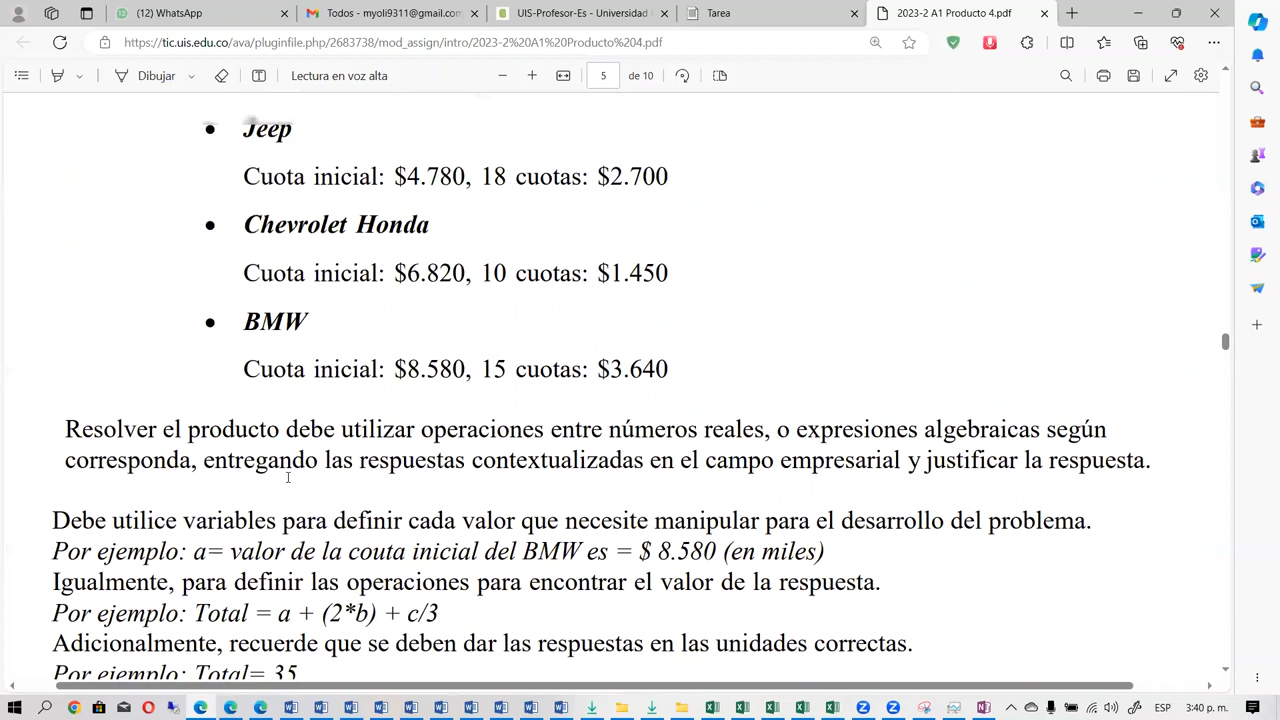 (12) WhatsApp
Todos - myoli9311@gmail.com
UIS-Profesor-Es - Universidad
Tarea
2023-2 A1 Producto 4.pdf
https://tic.uis.edu.co/ava/pluginfile.php/2683738/mod_assign/intro/2023-2%20A1%20Producto%204.pdf
Dibujar
Lectura en voz alta
5 de 10
• Jeep
Cuota inicial: $4.780, 18 cuotas: $2.700
• Chevrolet Honda
Cuota inicial: $6.820, 10 cuotas: $1.450
• BMW
Cuota inicial: $8.580, 15 cuotas: $3.640
Resolver el producto debe utilizar operaciones entre números reales, o expresiones algebraicas según
corresponda, entregando las respuestas contextualizadas en el campo empresarial y justificar la respuesta.
Debe utilice variables para definir cada valor que necesite manipular para el desarrollo del problema.
Por ejemplo: a= valor de la couta inicial del BMW es = $ 8.580 (en miles)
Igualmente, para definir las operaciones para encontrar el valor de la respuesta.
Por ejemplo: Total = a + (2*b) + c/3
Adicionalmente, recuerde que se deben dar las respuestas en las unidades correctas.
Por ejemplo: Total= 35
ESP
3:40 p. m.